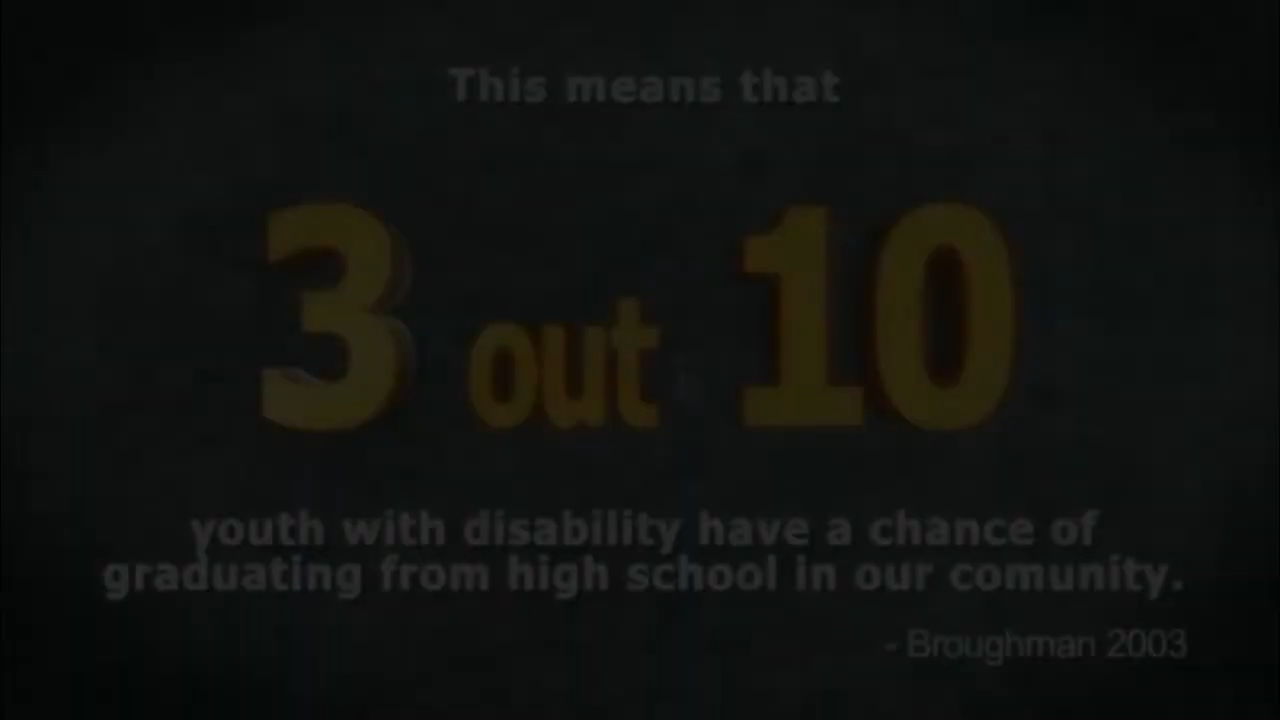 This means that
3 out 10
youth with disability have a chance of
graduating from high school in our comunity.
- Broughman 2003